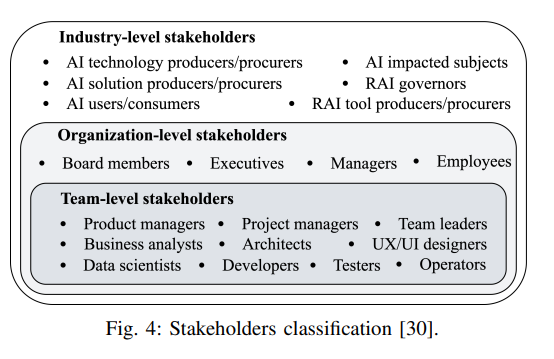 Industry-level stakeholders
• AI technology producers/procurers • AI impacted subjects
• AI solution producers/procurers • RAI governors
• AI users/consumers • RAI tool producers/procurers
Organization-level stakeholders
• Board members • Executives • Managers • Employees
Team-level stakeholders
• Product managers • Project managers • Team leaders
• Business analysts • Architects • UX/UI designers
• Data scientists • Developers • Testers • Operators
Fig. 4: Stakeholders classification [30].